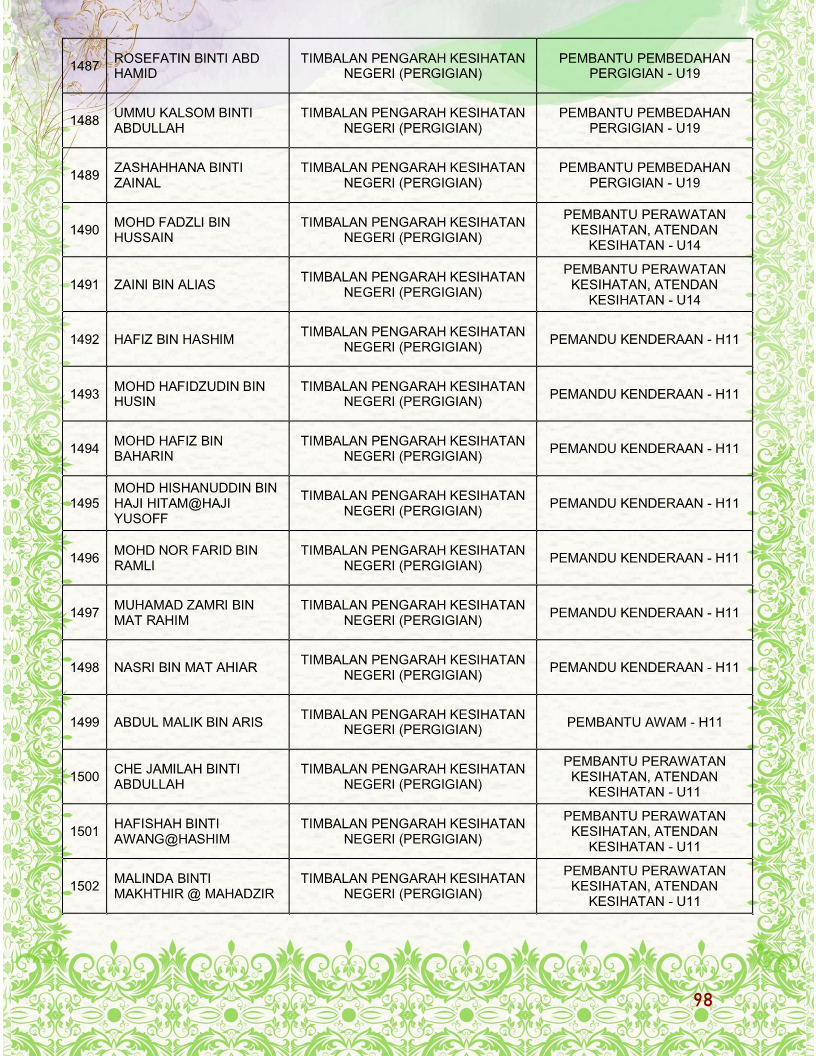 1487
ROSEFATIN BINTI ABD
HAMID
TIMBALAN PENGARAH KESIHATAN
NEGERI (PERGIGIAN)
PEMBANTU PEMBEDAHAN
PERGIGIAN - U19
1488
UMMU KALSOM BINTI
ABDULLAH
TIMBALAN PENGARAH KESIHATAN
NEGERI (PERGIGIAN)
PEMBANTU PEMBEDAHAN
PERGIGIAN - U19
1489
ZASHAHHANA BINTI
ZAINAL
TIMBALAN PENGARAH KESIHATAN
NEGERI (PERGIGIAN)
PEMBANTU PEMBEDAHAN
PERGIGIAN - U19
1490
MOHD FADZLI BIN
HUSSAIN
TIMBALAN PENGARAH KESIHATAN
NEGERI (PERGIGIAN)
PEMBANTU PERAWATAN
KESIHATAN, ATENDAN
KESIHATAN - U14
1491
ZAINI BIN ALIAS
TIMBALAN PENGARAH KESIHATAN
NEGERI (PERGIGIAN)
PEMBANTU PERAWATAN
KESIHATAN, ATENDAN
KESIHATAN - U14
1492
HAFIZ BIN HASHIM
TIMBALAN PENGARAH KESIHATAN
NEGERI (PERGIGIAN)
PEMANDU KENDERAAN - H11
1493
MOHD HAFIDZUDIN BIN
HUSIN
TIMBALAN PENGARAH KESIHATAN
NEGERI (PERGIGIAN)
PEMANDU KENDERAAN - H11
1494
MOHD HAFIZ BIN
BAHARIN
TIMBALAN PENGARAH KESIHATAN
NEGERI (PERGIGIAN)
PEMANDU KENDERAAN - H11
1495
MOHD HISHANUDDIN BIN
HAJI HITAM@HAJI
YUSOFF
TIMBALAN PENGARAH KESIHATAN
NEGERI (PERGIGIAN)
PEMANDU KENDERAAN - H11
1496
MOHD NOR FARID BIN
RAMLI
TIMBALAN PENGARAH KESIHATAN
NEGERI (PERGIGIAN)
PEMANDU KENDERAAN - H11
1497
MUHAMAD ZAMRI BIN
MAT RAHIM
TIMBALAN PENGARAH KESIHATAN
NEGERI (PERGIGIAN)
PEMANDU KENDERAAN - H11
1498
NASRI BIN MAT AHIAR
TIMBALAN PENGARAH KESIHATAN
NEGERI (PERGIGIAN)
PEMANDU KENDERAAN - H11
1499
ABDUL MALIK BIN ARIS
TIMBALAN PENGARAH KESIHATAN
NEGERI (PERGIGIAN)
PEMBANTU AWAM - H11
1500
CHE JAMILAH BINTI
ABDULLAH
TIMBALAN PENGARAH KESIHATAN
NEGERI (PERGIGIAN)
PEMBANTU PERAWATAN
KESIHATAN, ATENDAN
KESIHATAN - U11
1501
HAFISHAH BINTI
AWANG@HASHIM
TIMBALAN PENGARAH KESIHATAN
NEGERI (PERGIGIAN)
PEMBANTU PERAWATAN
KESIHATAN, ATENDAN
KESIHATAN - U11
1502
MALINDA BINTI
MAKHTHIR @ MAHADZIR
TIMBALAN PENGARAH KESIHATAN
NEGERI (PERGIGIAN)
PEMBANTU PERAWATAN
KESIHATAN, ATENDAN
KESIHATAN - U11
98